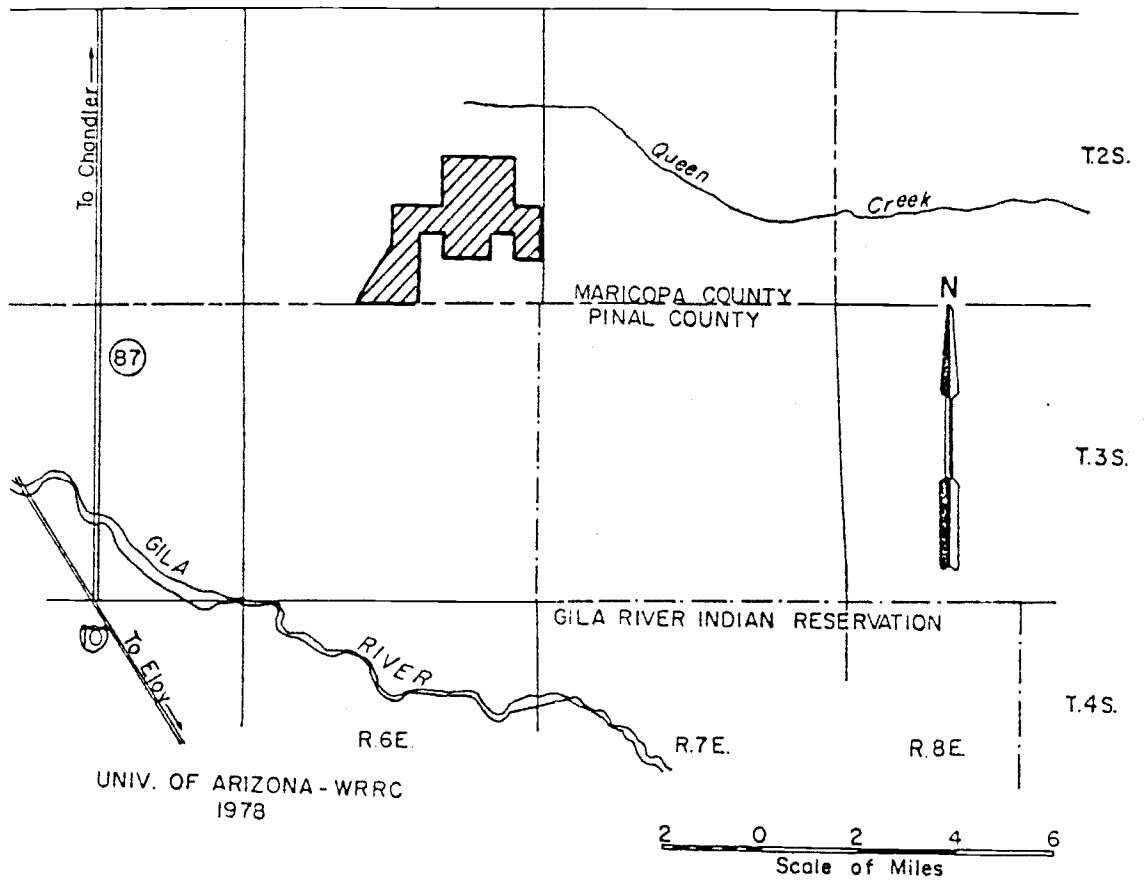 To Chandler
Queen
Creek
T.2S.
MARICOPA COUNTY
PINAL COUNTY
N
87
T.3S.
GILA
RIVER
GILA RIVER INDIAN RESERVATION
10
To Eloy
T.4S.
R.6E.
R.7E.
R.8E
UNIV. OF ARIZONA-WRRC
1978
2 0 2 4 6
Scale of Miles